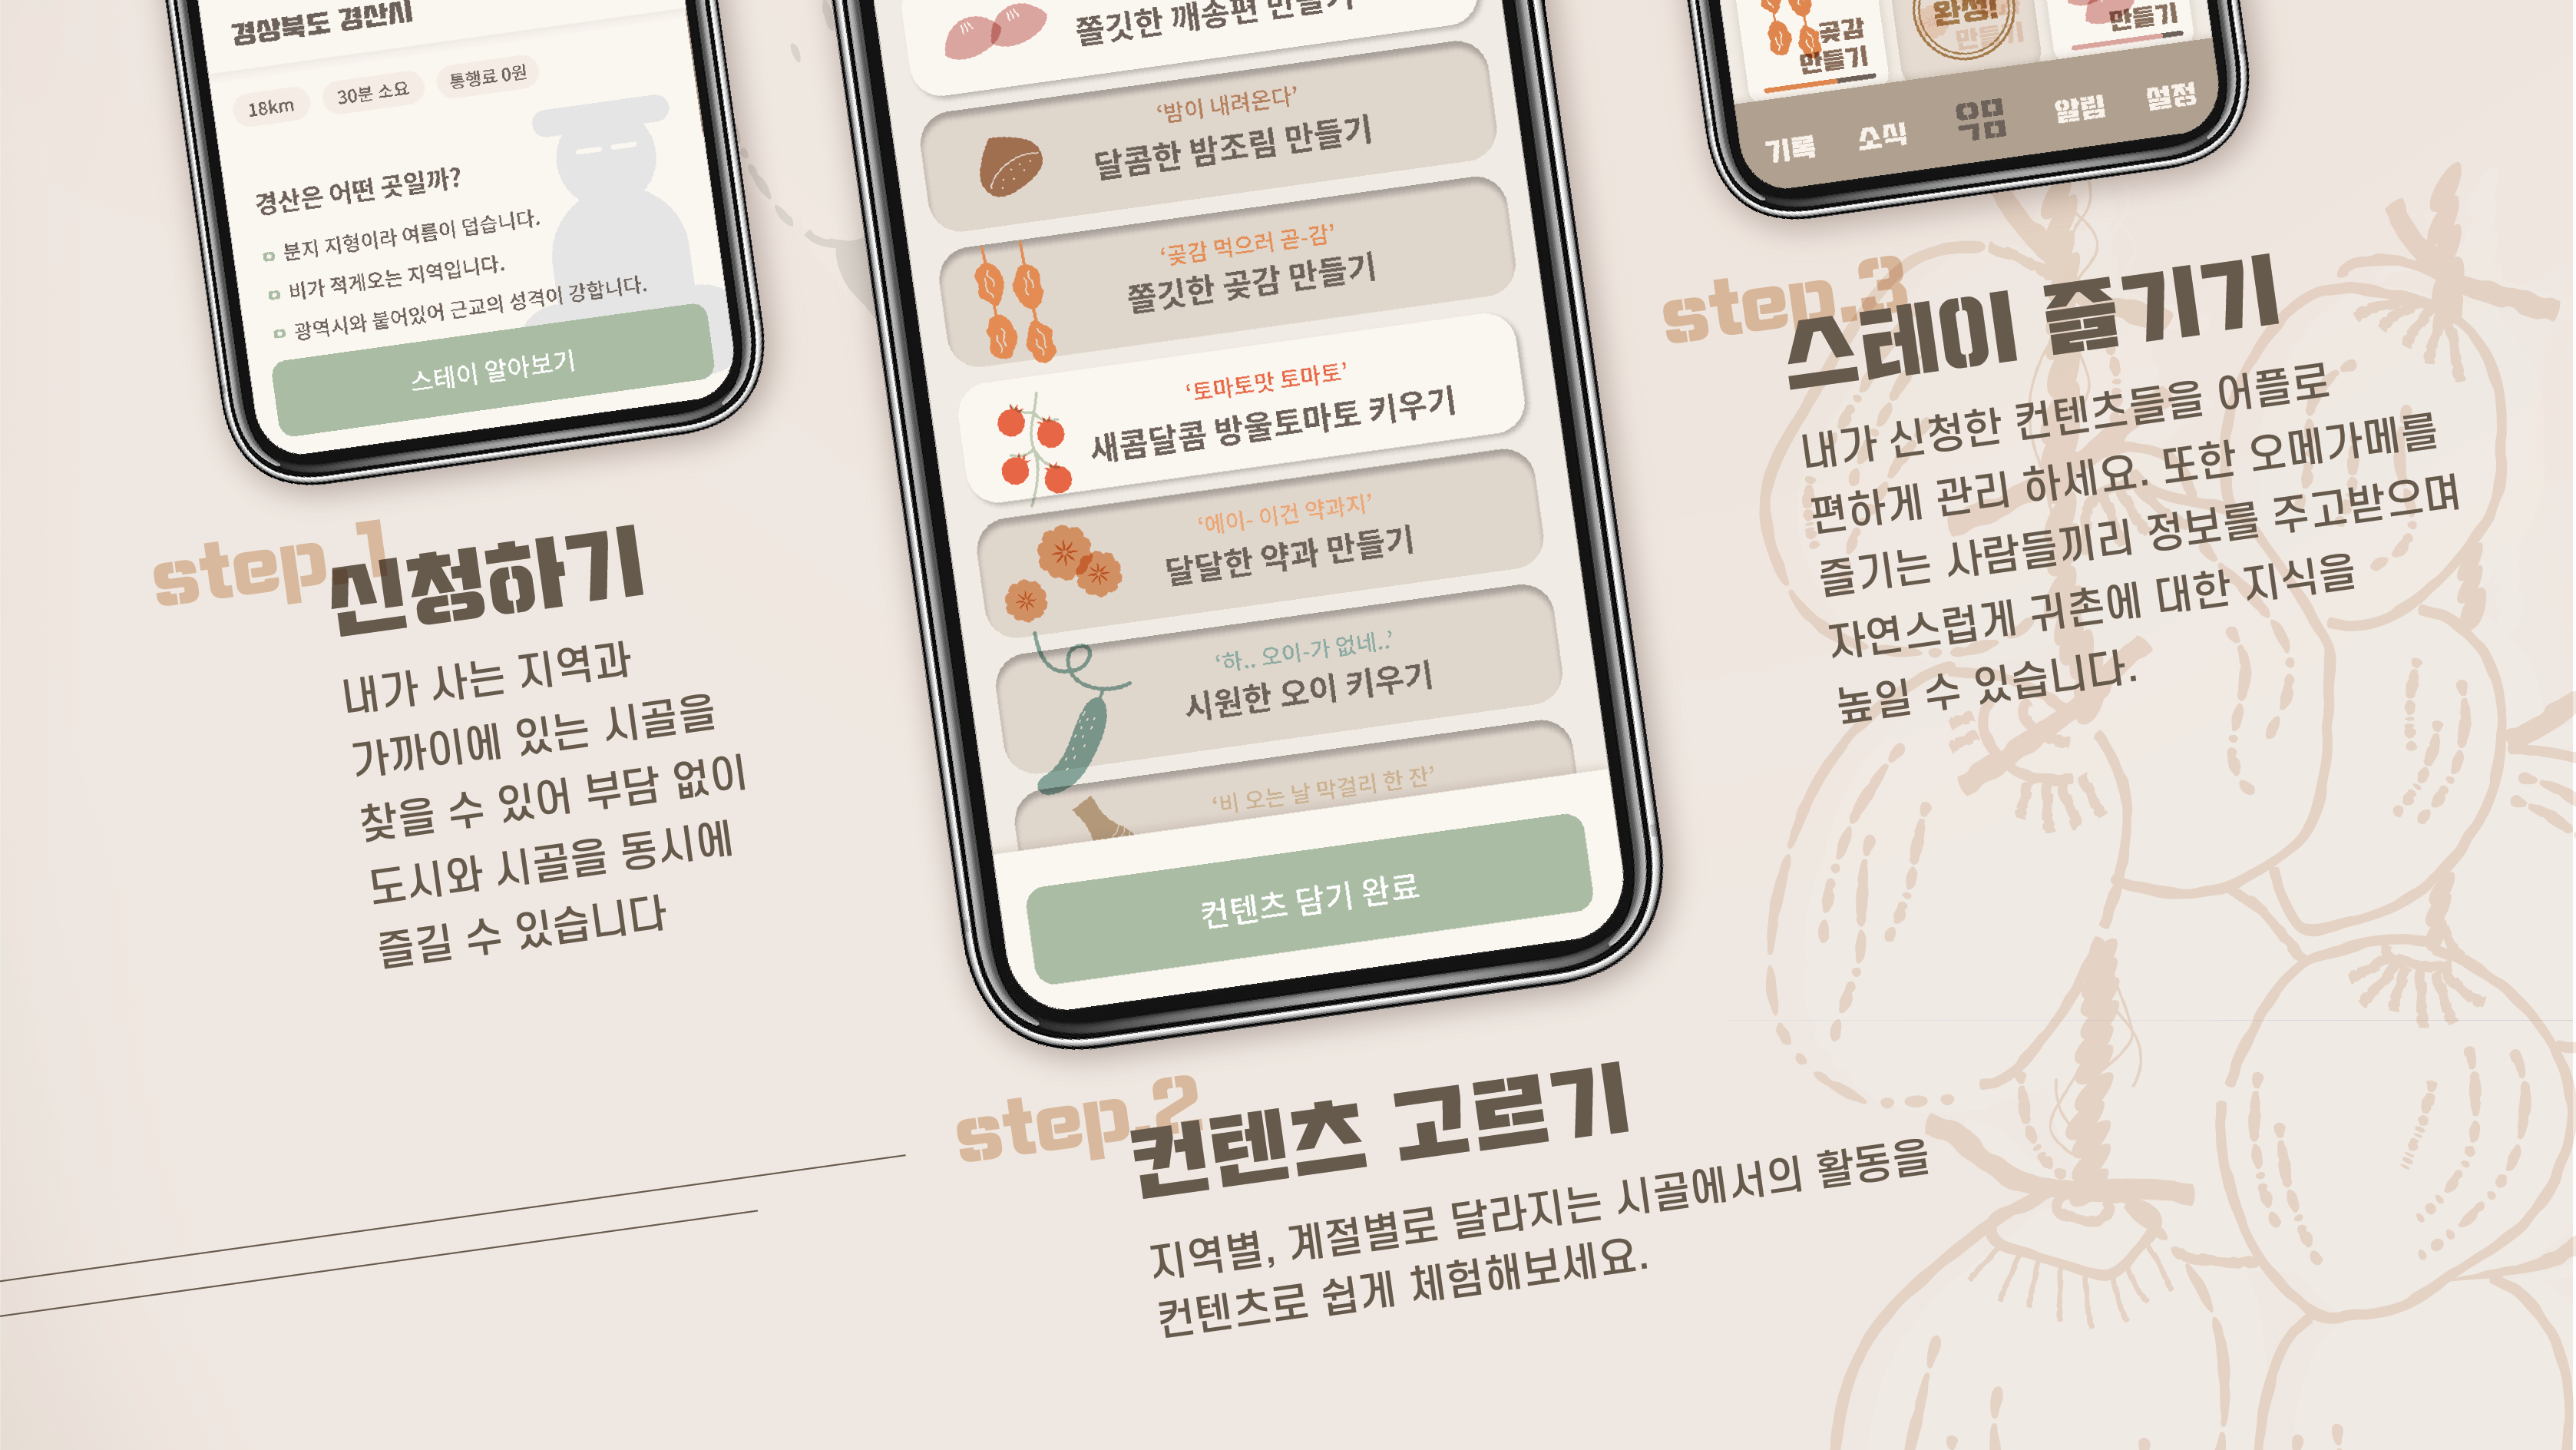 경상북도 경산시
18km 30분 소요 통행료 0원
경산은 어떤 곳일까?
분지 지형이라 여름이 덥습니다.
비가 적게오는 지역입니다.
광역시와 붙어있어 근교의 성격이 강합니다.
스테이 알아보기
step.1
신청하기
내가 사는 지역과
가까이에 있는 시골을
찾을 수 있어 부담 없이
도시와 시골을 동시에
즐길 수 있습니다
쫄깃한 깨송편 만들기
‘밤이 내려온다’
달콤한 밤조림 만들기
‘곶감 먹으러 곧-감’
쫄깃한 곶감 만들기
‘토마토맛 토마토’
새콤달콤 방울토마토 키우기
‘에이- 이건 약과지’
달달한 약과 만들기
‘하.. 오이-가 없네..’
시원한 오이 키우기
‘비 오는 날 막걸리 한 잔’
컨텐츠 담기 완료
step.2
컨텐츠 고르기
지역별, 계절별로 달라지는 시골에서의 활동을
컨텐츠로 쉽게 체험해보세요.
곶감
만들기
완성!
만들기
만들기
기록 소식 알림 설정
step.3
스테이 즐기기
내가 신청한 컨텐츠들을 어플로
편하게 관리 하세요. 또한 오메가메를
즐기는 사람들끼리 정보를 주고받으며
자연스럽게 귀촌에 대한 지식을
높일 수 있습니다.